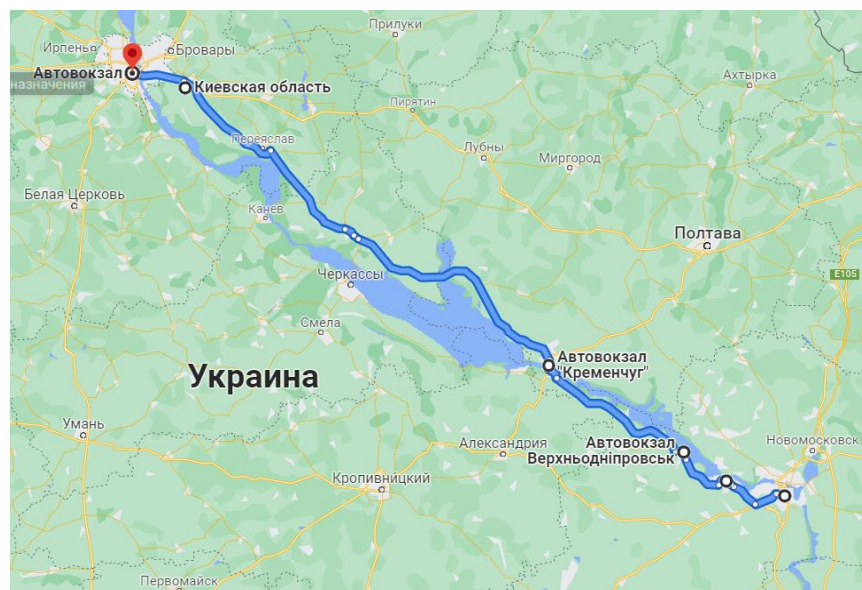 Прилуки
Ирпень
Бровары
Автовокзал
назначения
Киевская область
Ахтырка
Пирятин
Переяслав
Лубны
Миргород
Белая Церковь
Канев
Полтава
Черкассы
E105
Смела
Автовокзал
"Кременчуг"
Украина
Умань
Александрия
Автовокзал
Верхньодніпровськ
Новомосковск
Кропивницкий
Первомайск